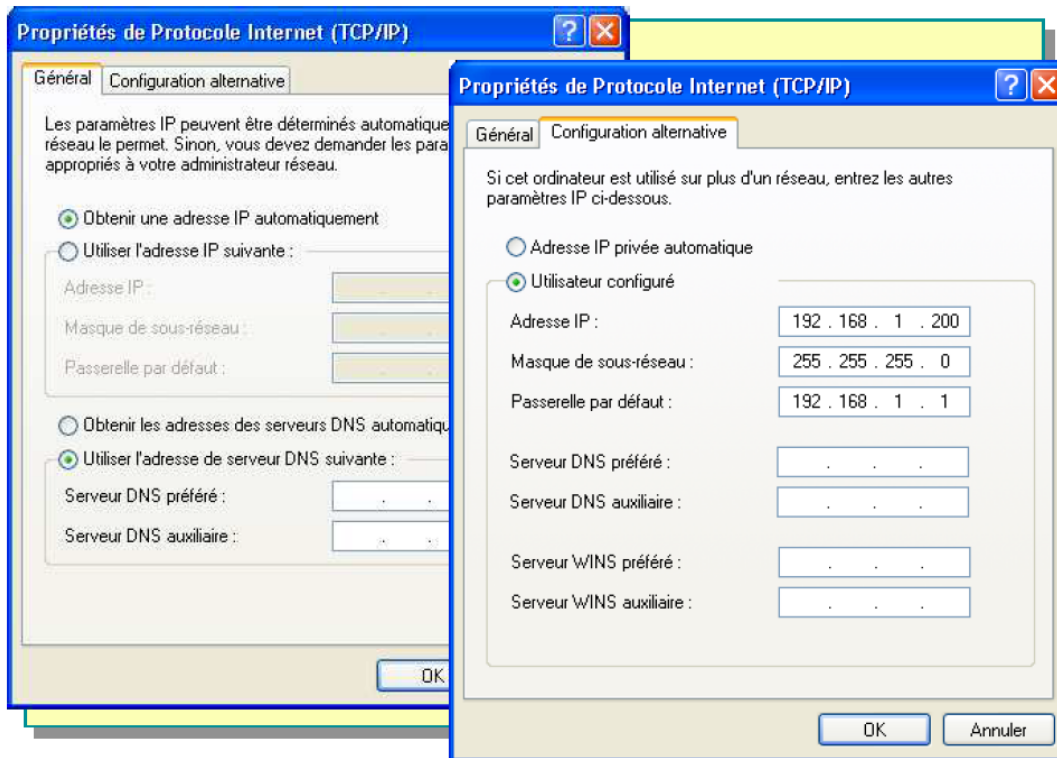 Propriétés de Protocole Internet (TCP/IP)
Général Configuration alternative
Les paramètres IP peuvent être déterminés automatique
réseau le permet. Sinon, vous devez demander les para
appropriés à votre administrateur réseau.
Obtenir une adresse IP automatiquement
Utiliser l'adresse IP suivante :
Adresse IP :
Masque de sous-réseau :
Passerelle par défaut :
Obtenir les adresses des serveurs DNS automatiqu
Utiliser l'adresse de serveur DNS suivante :
Serveur DNS préféré :
Serveur DNS auxiliaire :
OK
Propriétés de Protocole Internet (TCP/IP)
Général Configuration alternative
Si cet ordinateur est utilisé sur plus d'un réseau, entrez les autres
paramètres IP ci-dessous.
Adresse IP privée automatique
Utilisateur configuré
Adresse IP : 192 . 168 . 1 . 200
Masque de sous-réseau : 255 . 255 . 255 . 0
Passerelle par défaut : 192 . 168 . 1 . 1
Serveur DNS préféré : . . .
Serveur DNS auxiliaire : . . .
Serveur WINS préféré : . . .
Serveur WINS auxiliaire : . . .
OK Annuler